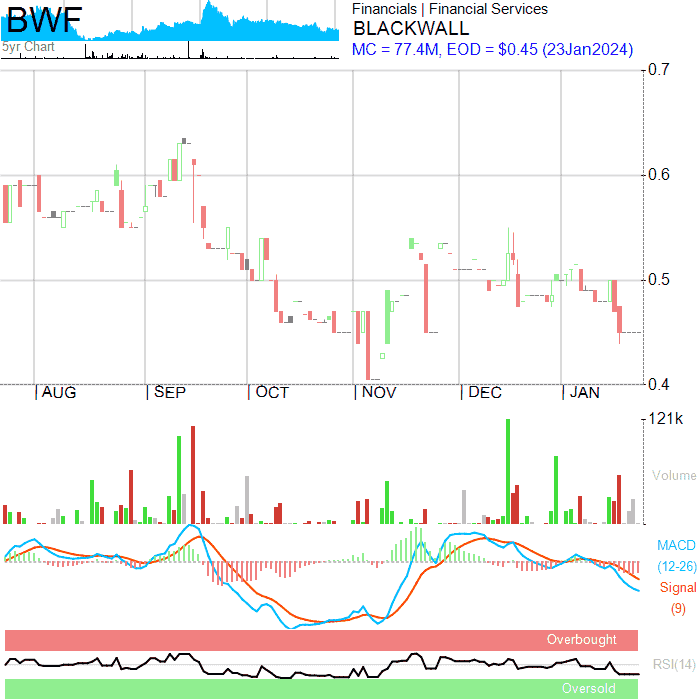 BWF
5yr Chart
Financials | Financial Services
BLACKWALL
MC = 77.4M, EOD = $0.45 (23Jan2024)
0.7
0.6
0.5
0.4
AUG SEP OCT NOV DEC JAN
121k
Volume
MACD
(12-26)
Signal
(9)
Overbought
RSI(14)
Oversold